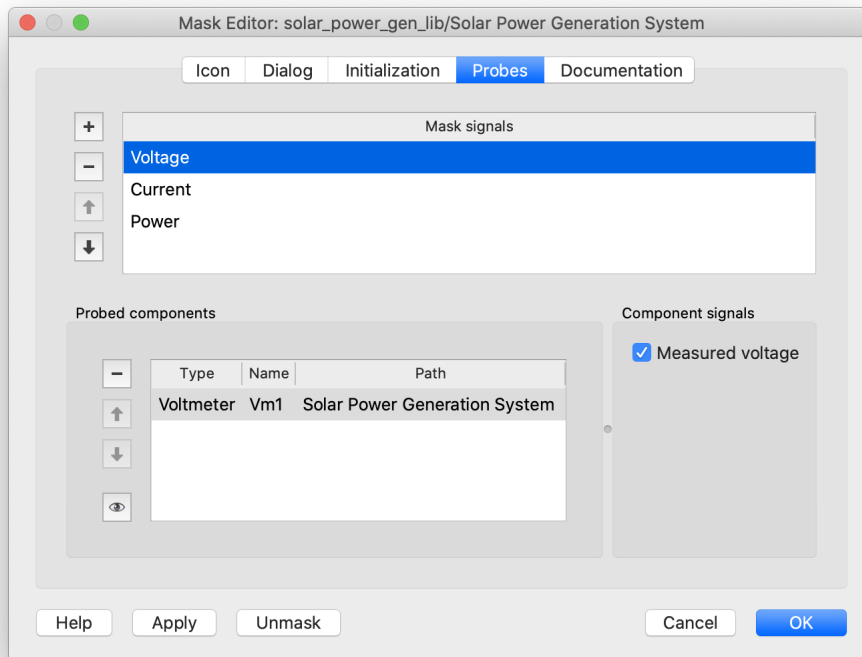 Mask Editor: solar_power_gen_lib/Solar Power Generation System
Icon Dialog Initialization Probes Documentation
Mask signals
Voltage
Current
Power
Probed components
Component signals
Type Name Path
Voltmeter Vm1 Solar Power Generation System
Measured voltage
Help Apply Unmask Cancel OK